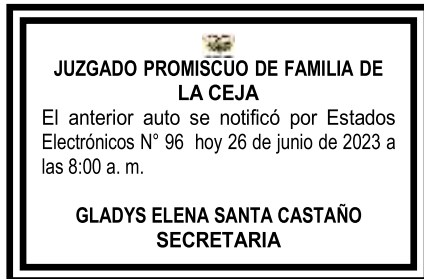 JUZGADO PROMISCUO DE FAMILIA DE
LA CEJA
El anterior auto se notificó por Estados
Electrónicos N° 96 hoy 26 de junio de 2023 a
las 8:00 a. m.
GLADYS ELENA SANTA CASTAÑO
SECRETARIA